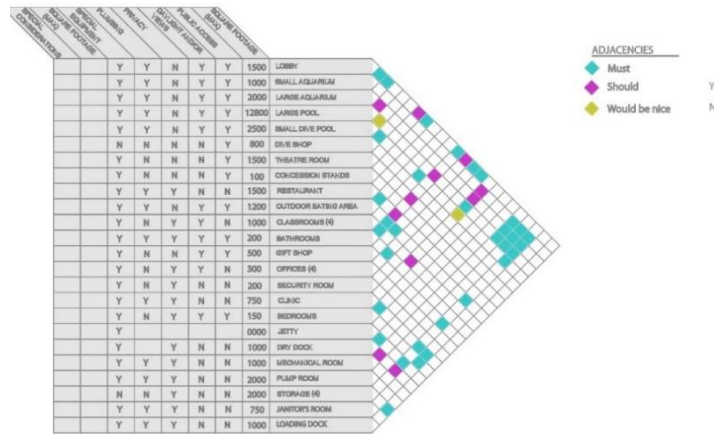 SPECIAL CONSIDERATIONS
SQUARE FOOTAGE (MAX)
SPECIAL EQUIPMENT
PLUMBING
PRIVACY
DAYLIGHT AND/OR VIEWS
PUBLIC ACCESS
SQUARE FOOTAGE (MAX)
Y Y N Y Y 1500 LOBBY
Y Y N Y Y 1000 SMALL AQUARIUM
Y Y N Y Y 2000 LARGE AQUARIUM
Y Y N Y Y 12800 LARGE POOL
Y Y N Y Y 2500 SMALL DIVE POOL
N N N N Y 800 DIVE SHOP
Y N N N Y 1500 THEATRE ROOM
Y N N N Y 100 CONCESSION STANDS
Y Y Y N N 1500 RESTAURANT
Y Y N Y Y 1200 OUTDOOR EATING AREA
Y N Y Y N 1000 CLASSROOMS (4)
Y Y Y Y Y 200 BATHROOMS
Y N N Y Y 500 GIFT SHOP
Y N Y Y N 300 OFFICES (4)
Y N Y N N 200 SECURITY ROOM
Y Y Y N N 750 CLINIC
Y N Y Y Y 150 BEDROOMS
Y 0000 JETTY
Y Y N N 1000 DRY DOCK
Y Y Y N N 1000 MECHANICAL ROOM
Y Y Y N N 2000 PUMP ROOM
N N Y N N 2000 STORAGE (4)
Y Y Y N N 750 JANITOR'S ROOM
Y Y Y N N 1000 LOADING DOCK
ADJACENCIES
Must
Should
Would be nice
Y
N